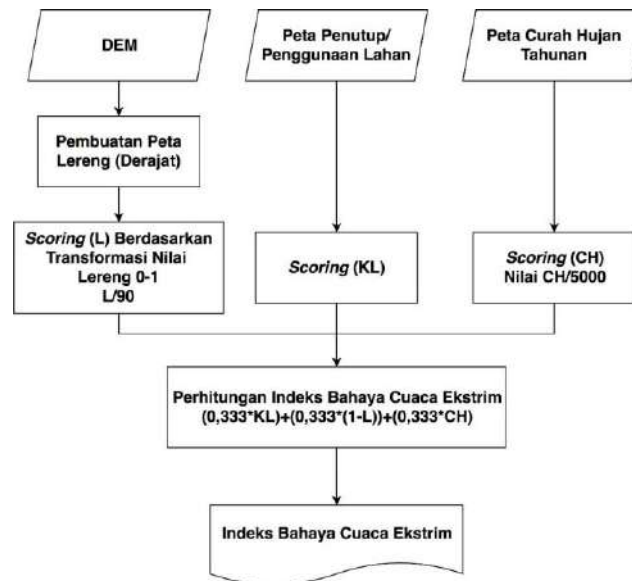 DEM
Peta Penutup/
Penggunaan Lahan
Peta Curah Hujan
Tahunan
Pembuatan Peta
Lereng (Derajat)
Scoring (L) Berdasarkan
Transformasi Nilai
Lereng 0-1
L/90
Scoring (KL)
Scoring (CH)
Nilai CH/5000
Perhitungan Indeks Bahaya Cuaca Ekstrim
(0,333*KL)+(0,333*(1-L))+(0,333*CH)
Indeks Bahaya Cuaca Ekstrim